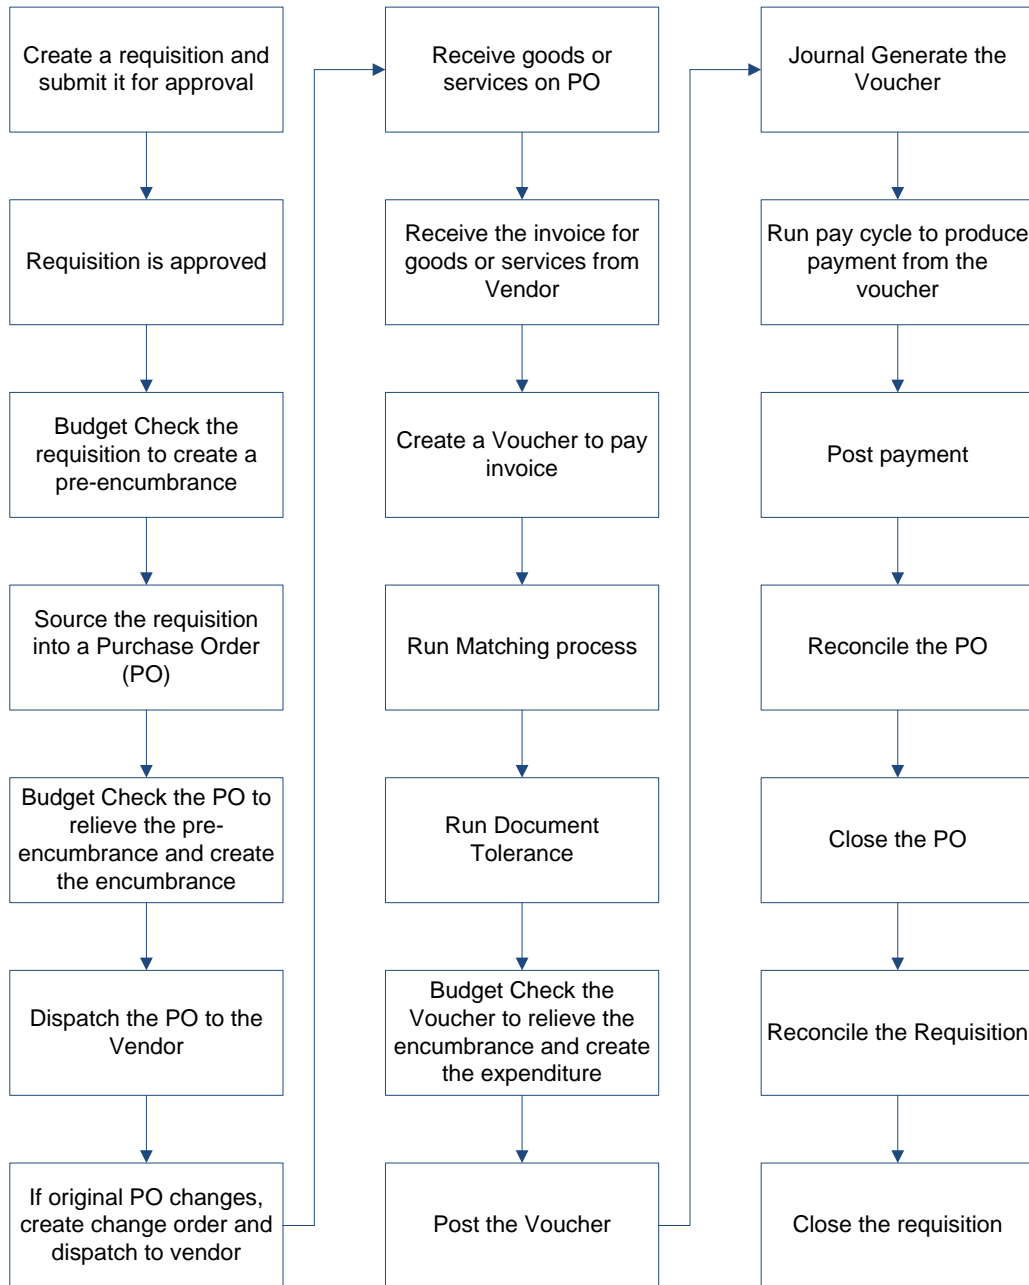 Create a requisition and
submit it for approval
Requisition is approved
Budget Check the
requisition to create a
pre-encumbrance
Source the requisition
into a Purchase Order
(PO)
Budget Check the PO to
relieve the pre-
encumbrance and create
the encumbrance
Dispatch the PO to the
Vendor
If original PO changes,
create change order and
dispatch to vendor
Receive goods or
services on PO
Receive the invoice for
goods or services from
Vendor
Create a Voucher to pay
invoice
Run Matching process
Run Document
Tolerance
Budget Check the
Voucher to relieve the
encumbrance and create
the expenditure
Post the Voucher
Journal Generate the
Voucher
Run pay cycle to produce
payment from the
voucher
Post payment
Reconcile the PO
Close the PO
Reconcile the Requisition
Close the requisition